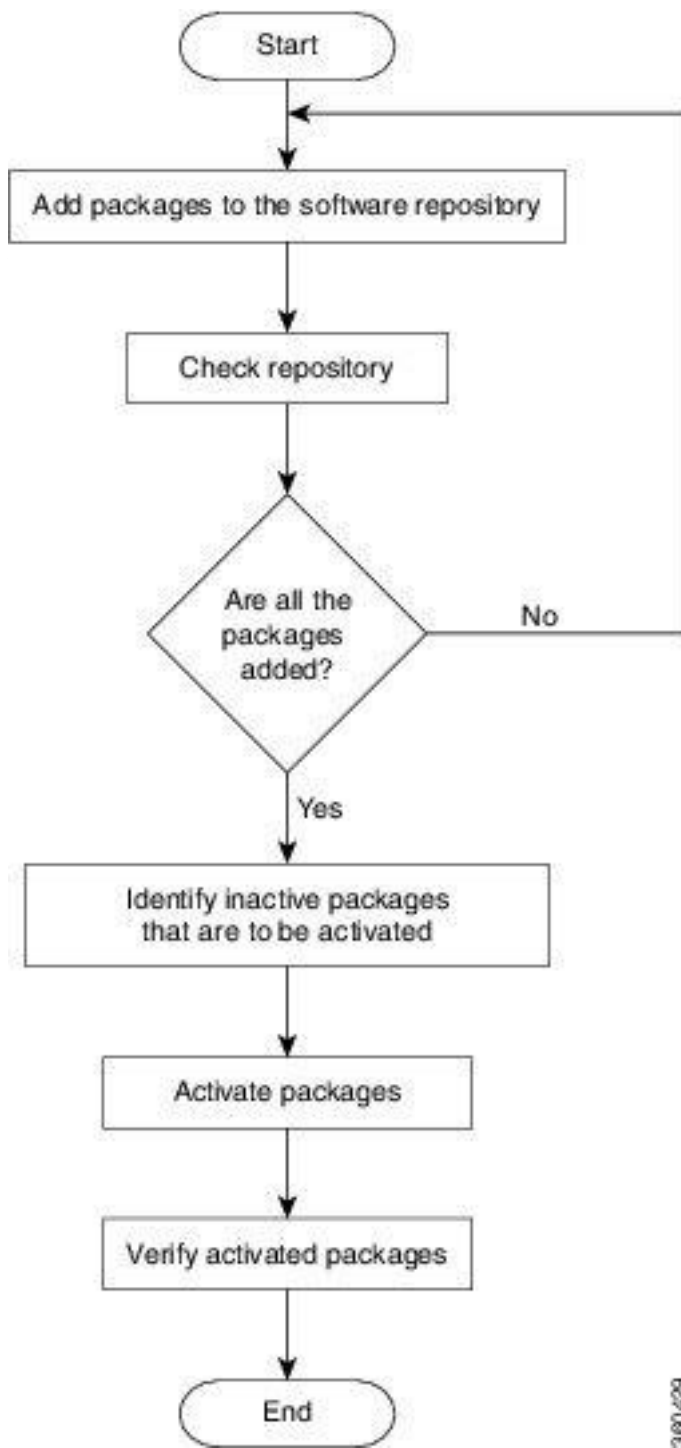 Start
Add packages to the software repository
Check repository
Are all the
packages
added?
No
Yes
Identify inactive packages
that are to be activated
Activate packages
Verify activated packages
End